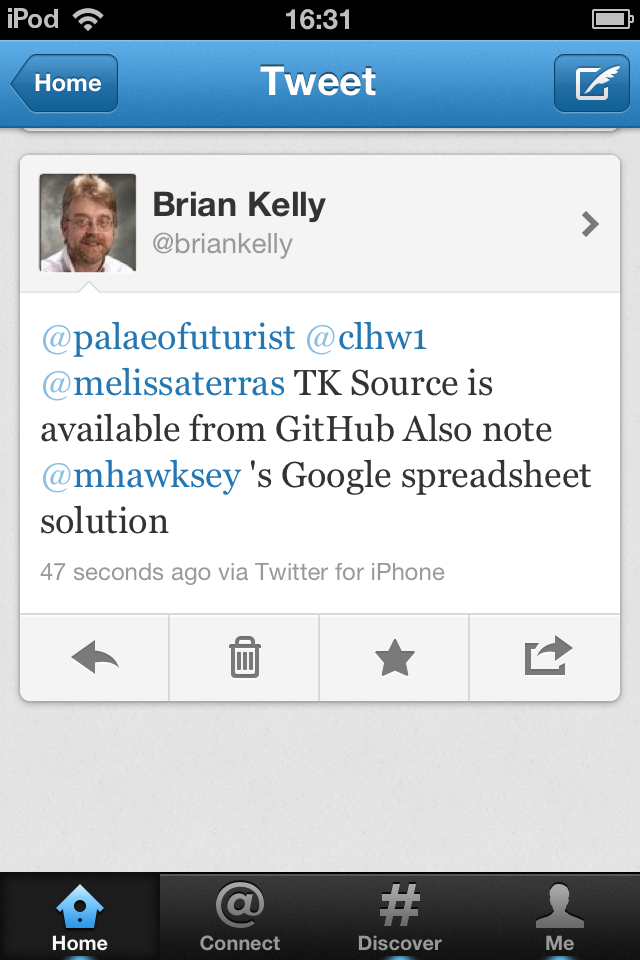 iPod 16:31
Home Tweet
Brian Kelly
@briankelly
@palaeofuturist @clhw1
@melissaterras TK Source is
available from GitHub Also note
@mhawksey 's Google spreadsheet
solution
47 seconds ago via Twitter for iPhone
Home Connect Discover Me